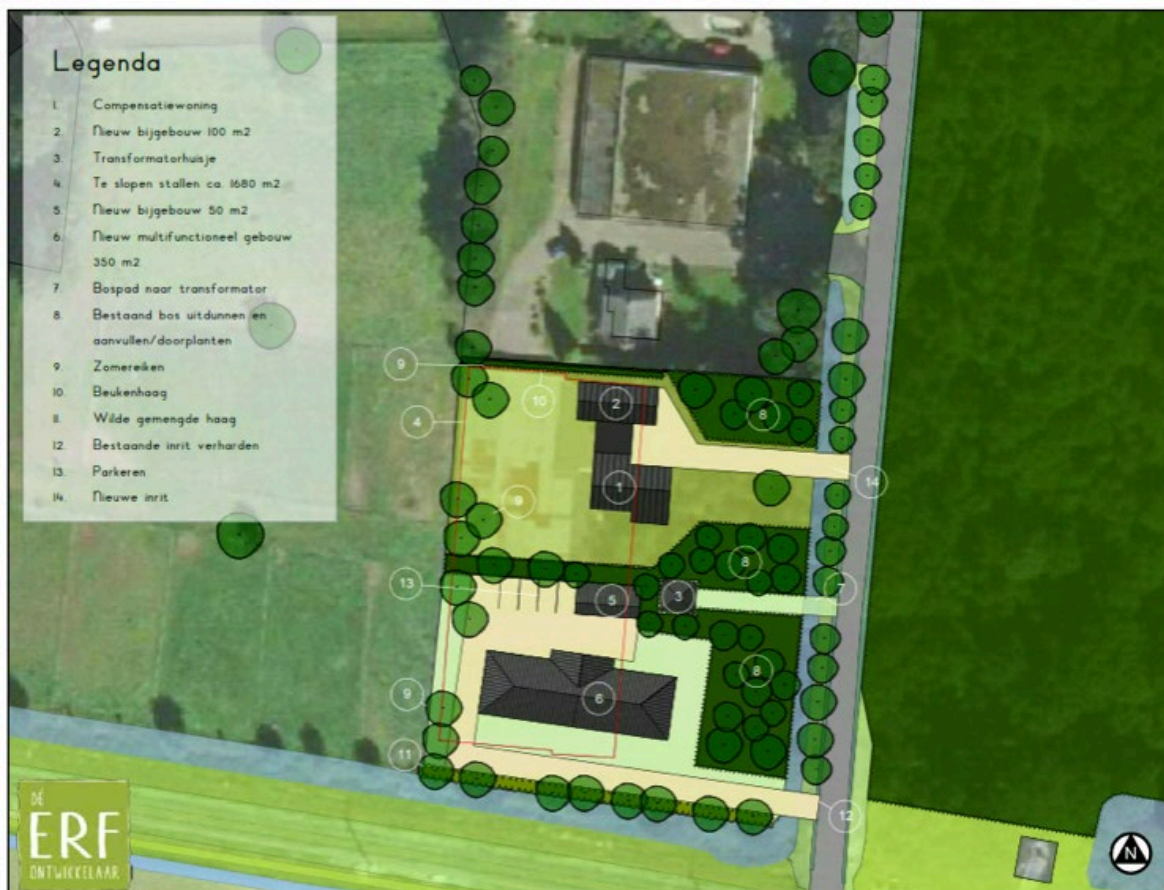 Legenda
1. Compensatiewoning
2. Nieuw bijgebouw 100 m2
3. Transformatorhuisje
4. Te slopen stallen ca. 1680 m2
5. Nieuw bijgebouw 50 m2
6. Nieuw multifunctioneel gebouw
350 m2
7. Bospad naar transformator
8. Bestaand bos uitdunnen en
aanvullen/doorplanten
9. Zomereiken
10. Beukenhaag
11. Wilde gemengde haag
12. Bestaande inrit verharden
13. Parkeren
14. Nieuwe inrit
9
10
2
8
4
1
14
9
8
13
5
3
7
6
8
9
11
12
DÉ
ERF
ONTWIKKELAAR
N